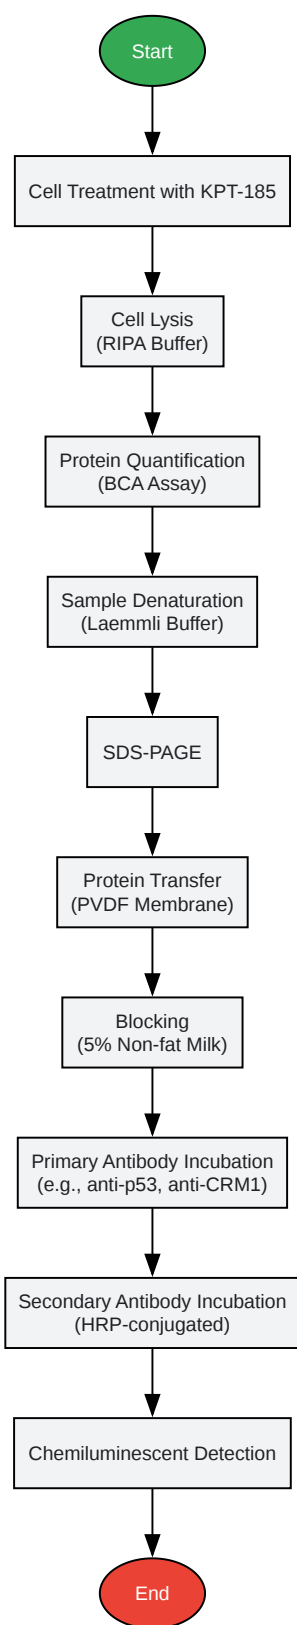 Start
Cell Treatment with KPT-185
Cell Lysis
(RIPA Buffer)
Protein Quantification
(BCA Assay)
Sample Denaturation
(Laemmli Buffer)
SDS-PAGE
Protein Transfer
(PVDF Membrane)
Blocking
(5% Non-fat Milk)
Primary Antibody Incubation
(e.g., anti-p53, anti-CRM1)
Secondary Antibody Incubation
(HRP-conjugated)
Chemiluminescent Detection
End